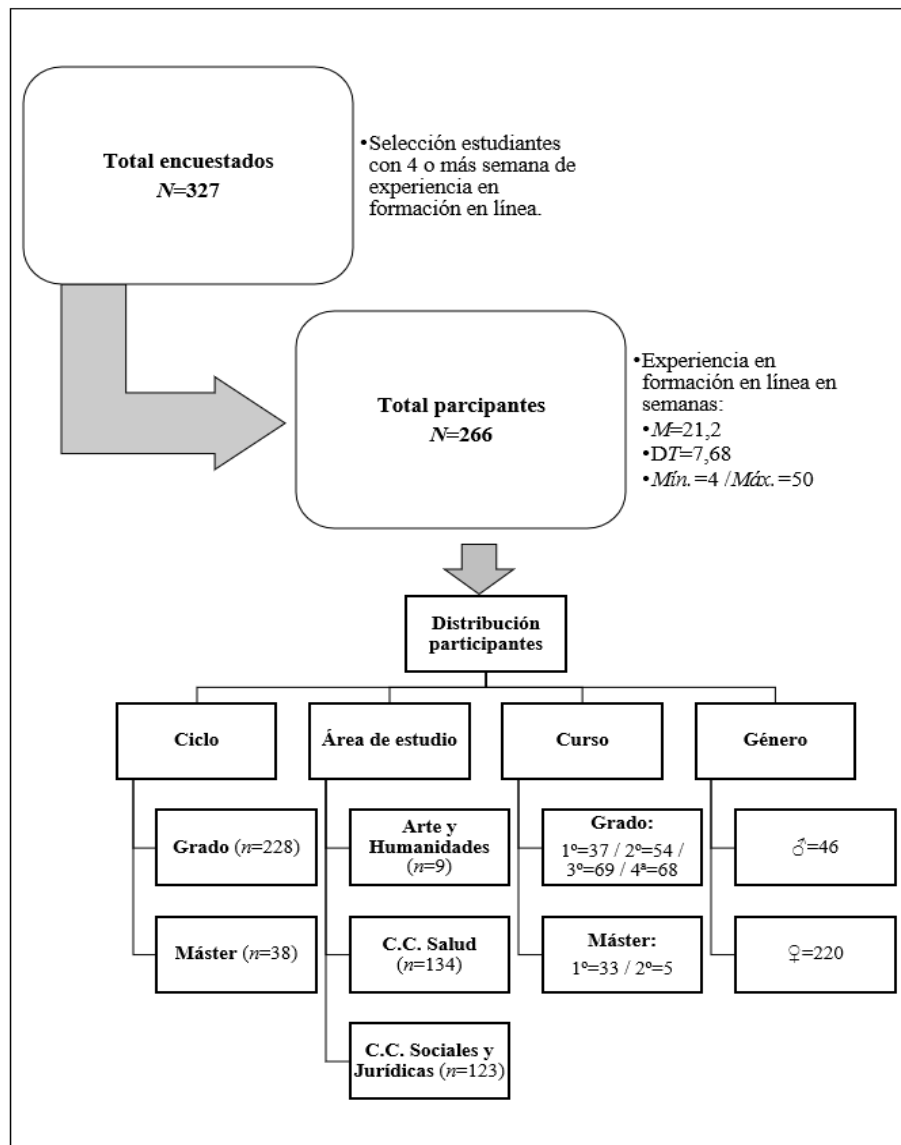 Total encuestados
N=327
•Selección estudiantes
con 4 o más semana de
experiencia en
formación en línea.
Total parcipantes
N=266
•Experiencia en
formación en línea en
semanas:
•M=21,2
•DT=7,68
•Mín.=4 /Máx.=50
Distribución
participantes
Ciclo
Área de estudio
Curso
Género
Grado (n=228)
Máster (n=38)
Arte y
Humanidades
(n=9)
C.C. Salud
(n=134)
C.C. Sociales y
Jurídicas (n=123)
Grado:
1º=37 / 2º=54 /
3º=69 / 4ª=68
Máster:
1º=33 / 2º=5
♂=46
♀=220